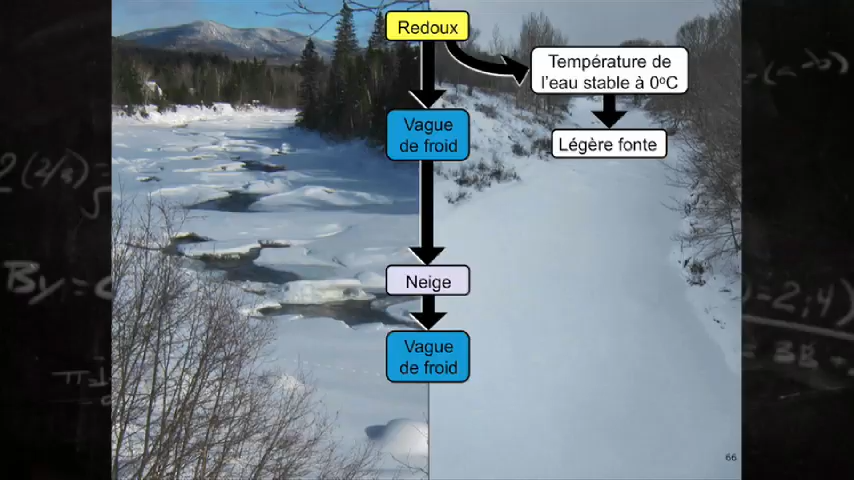 Redoux
Température de
l'eau stable à 0°C
Vague
de froid
Légère fonte
Neige
Vague
de froid
66